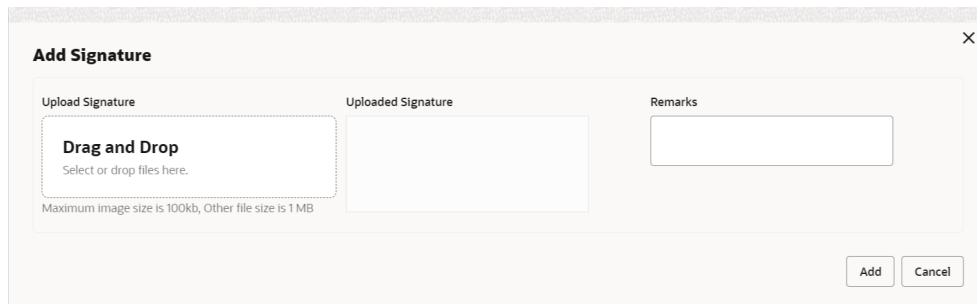 Add Signature
Upload Signature
Uploaded Signature
Remarks
Drag and Drop
Select or drop files here.
Maximum image size is 100kb, Other file size is 1 MB
Add
Cancel